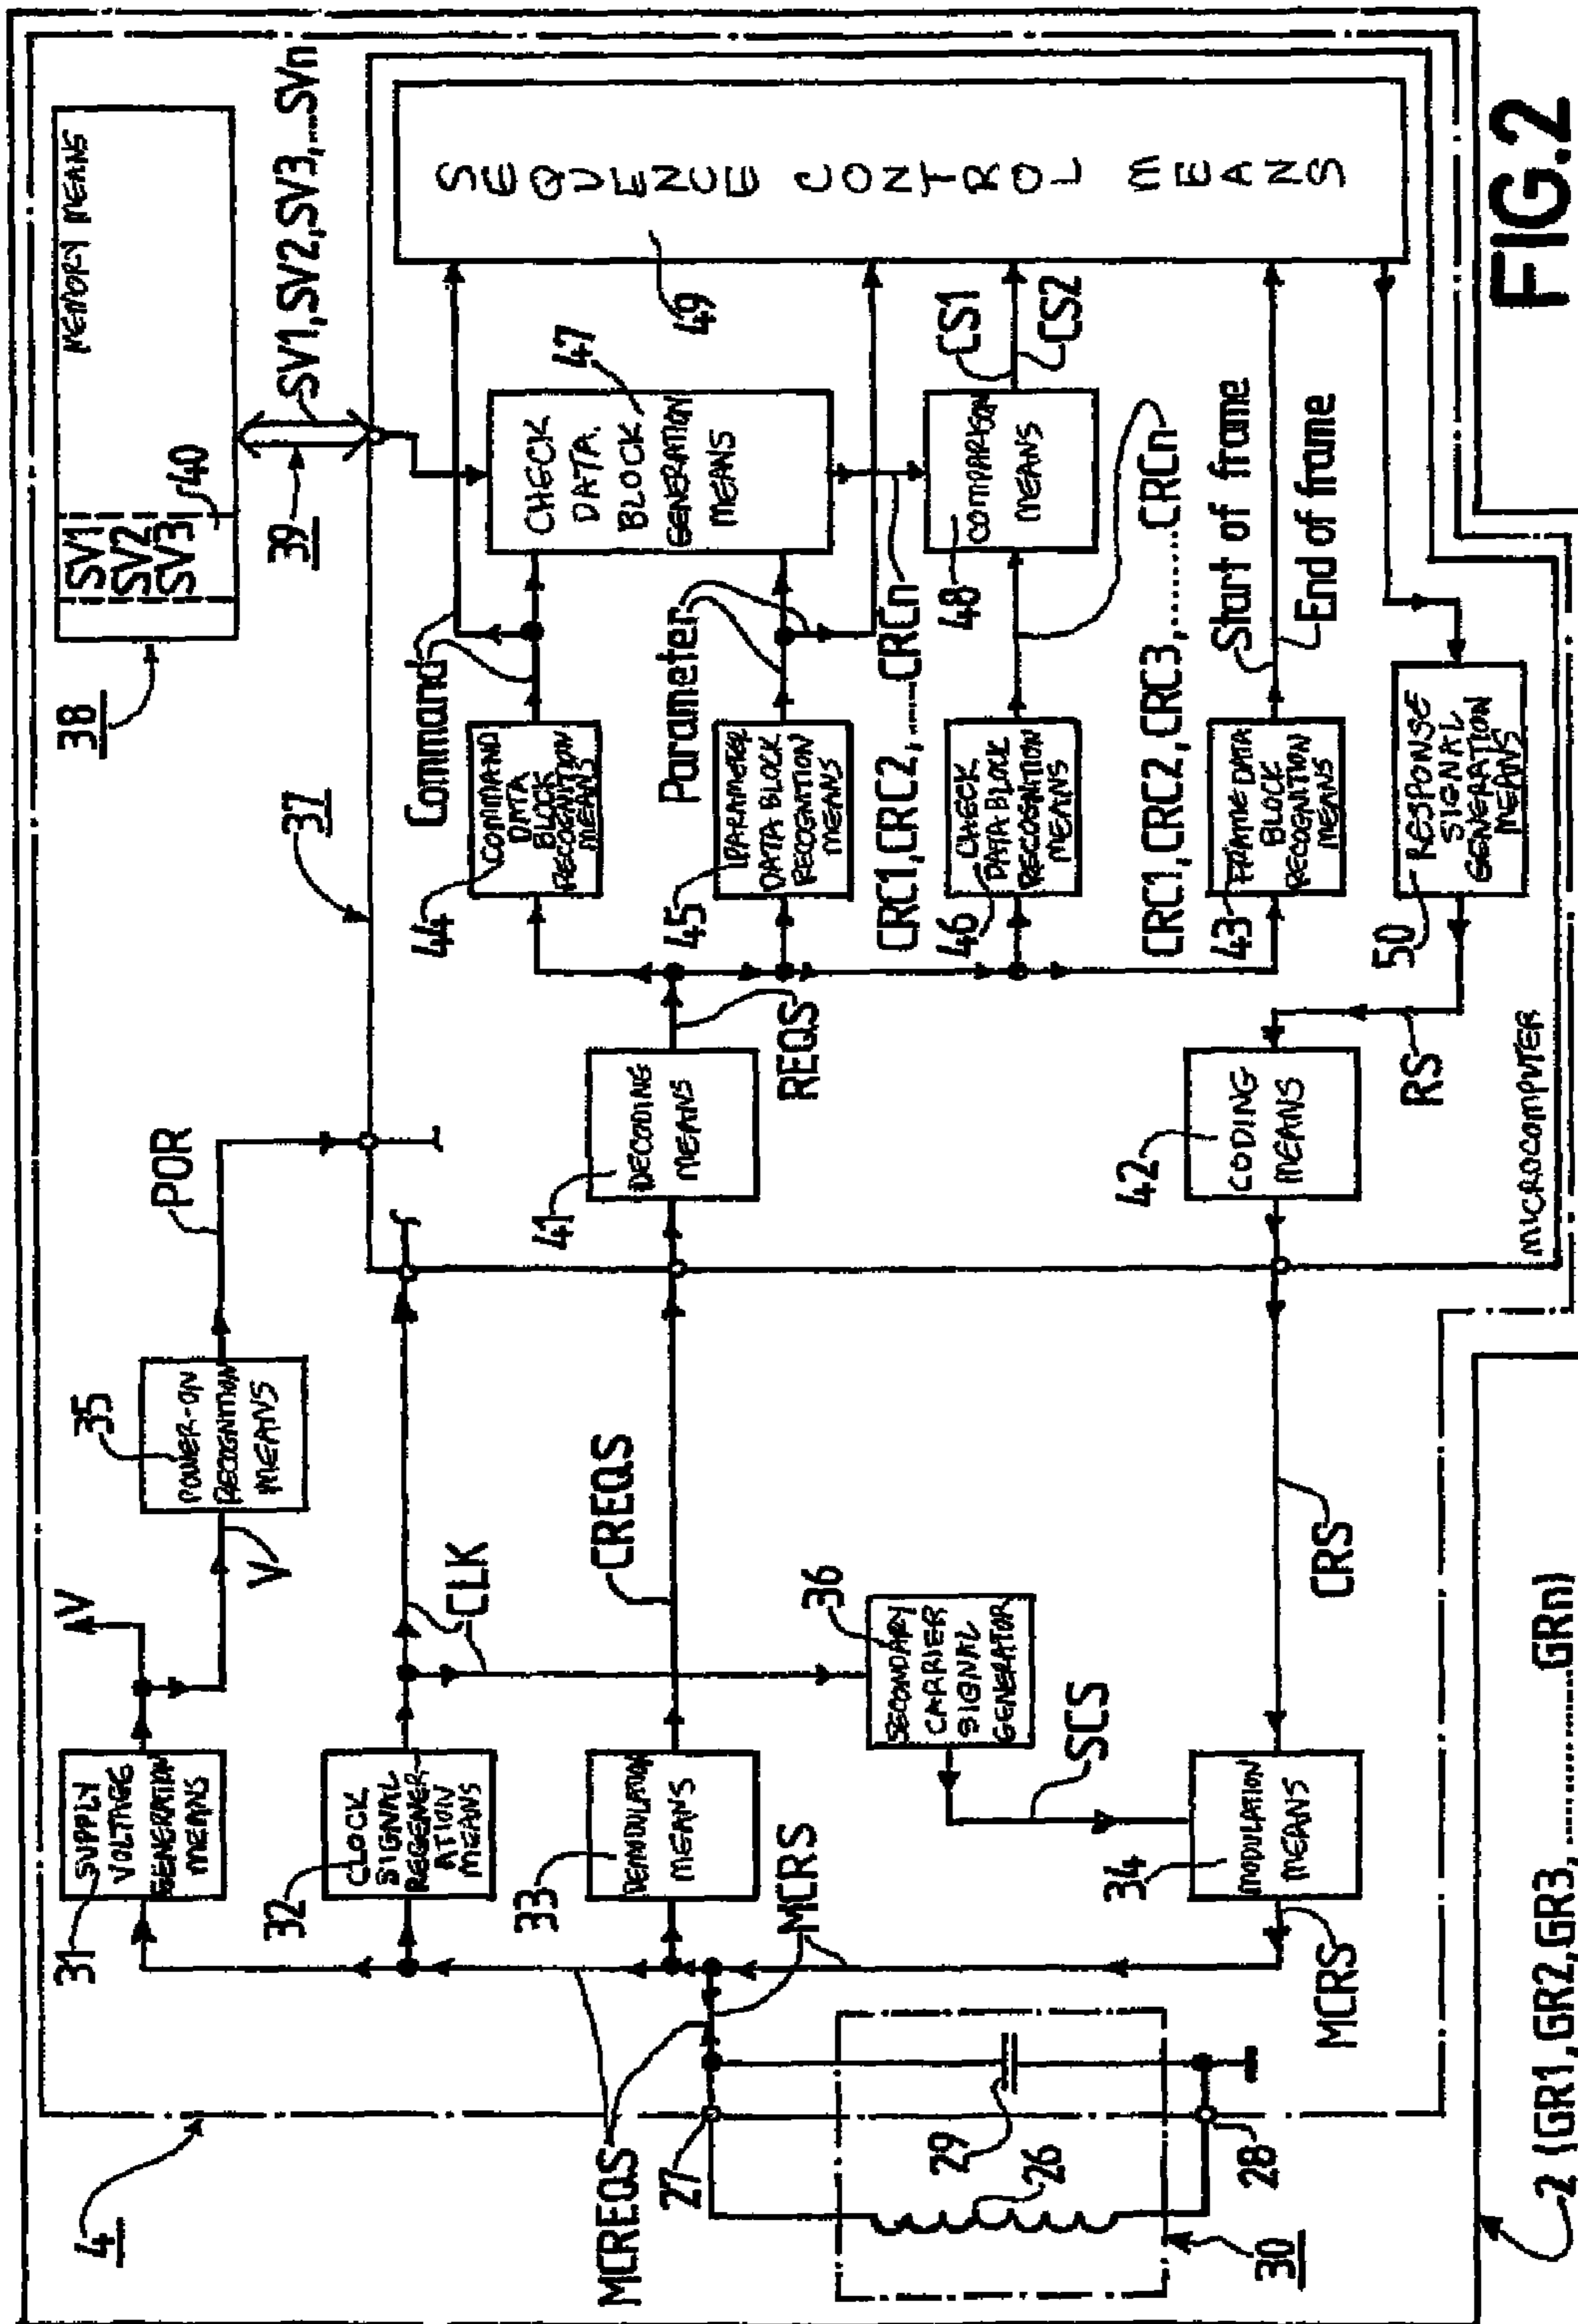 4
MCREQS
27
29
26
28
30
2 (GR1,GR2,GR3,............GRn)
31
SUPPLY
VOLTAGE
GENERATION
MEANS
V
V
35
POWER-ON
RECOGNITION
MEANS
POR
32
CLOCK
SIGNAL
REGENER-
ATION
MEANS
CLK
33
DEMODULATION
MEANS
CREQS
MCRS
36
SECONDARY
CARRIER
SIGNAL
GENERATOR
SCS
34
MODULATION
MEANS
MCRS
CRS
37
38
MEMORY MEANS
SV1
SV2
SV3
40
39
SV1,SV2,SV3,....SVn
41
DECODING
MEANS
REQS
42
CODING
MEANS
RS
MICROCOMPUTER
44
COMMAND
DATA
BLOCK
RECOGNITION
MEANS
Command
45
PARAMETER
DATA BLOCK
RECOGNITION
MEANS
Parameter
46
CHECK
DATA BLOCK
RECOGNITION
MEANS
CRC1,CRC2,......CRCn
43
FRAME DATA
BLOCK
RECOGNITION
MEANS
CRC1,CRC2,CRC3,........CRCn
Start of frame
End of frame
50
RESPONSE
SIGNAL
GENERATION
MEANS
47
CHECK
DATA.
BLOCK
GENERATION
MEANS
48
COMPARISON
MEANS
CS1
CS2
49
SEQUENCE CONTROL MEANS
FIG.2